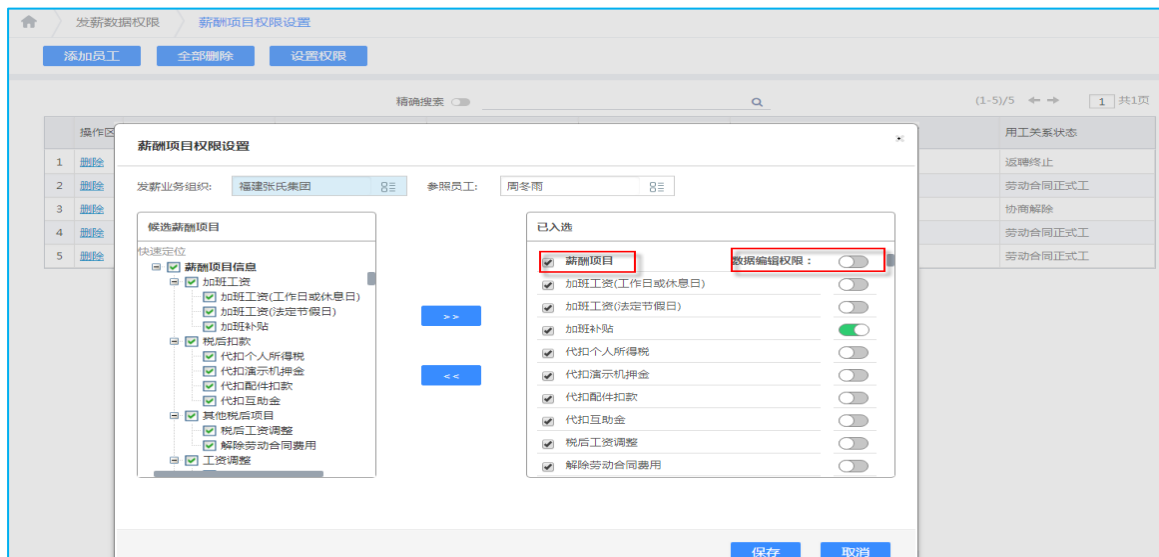 发薪数据权限 薪酬项目权限设置
添加员工 全部删除 设置权限
精确搜索 (1-5)/5 1 共1页
操作区 用工关系状态
1 删除 返聘终止
2 删除 劳动合同正式工
3 删除 协商解除
4 删除 劳动合同正式工
5 删除 劳动合同正式工
薪酬项目权限设置
发薪业务组织: 福建张氏集团 参照员工: 周冬雨
候选薪酬项目
快速定位
薪酬项目信息
加班工资
加班工资(工作日或休息日)
加班工资(法定节假日)
加班补贴
税后扣款
代扣个人所得税
代扣演示机押金
代扣配件扣款
代扣互助金
其他税后项目
税后工资调整
解除劳动合同费用
工资调整
>>
<<
已入选
薪酬项目 数据编辑权限：
加班工资(工作日或休息日)
加班工资(法定节假日)
加班补贴
代扣个人所得税
代扣演示机押金
代扣配件扣款
代扣互助金
税后工资调整
解除劳动合同费用
保存 取消